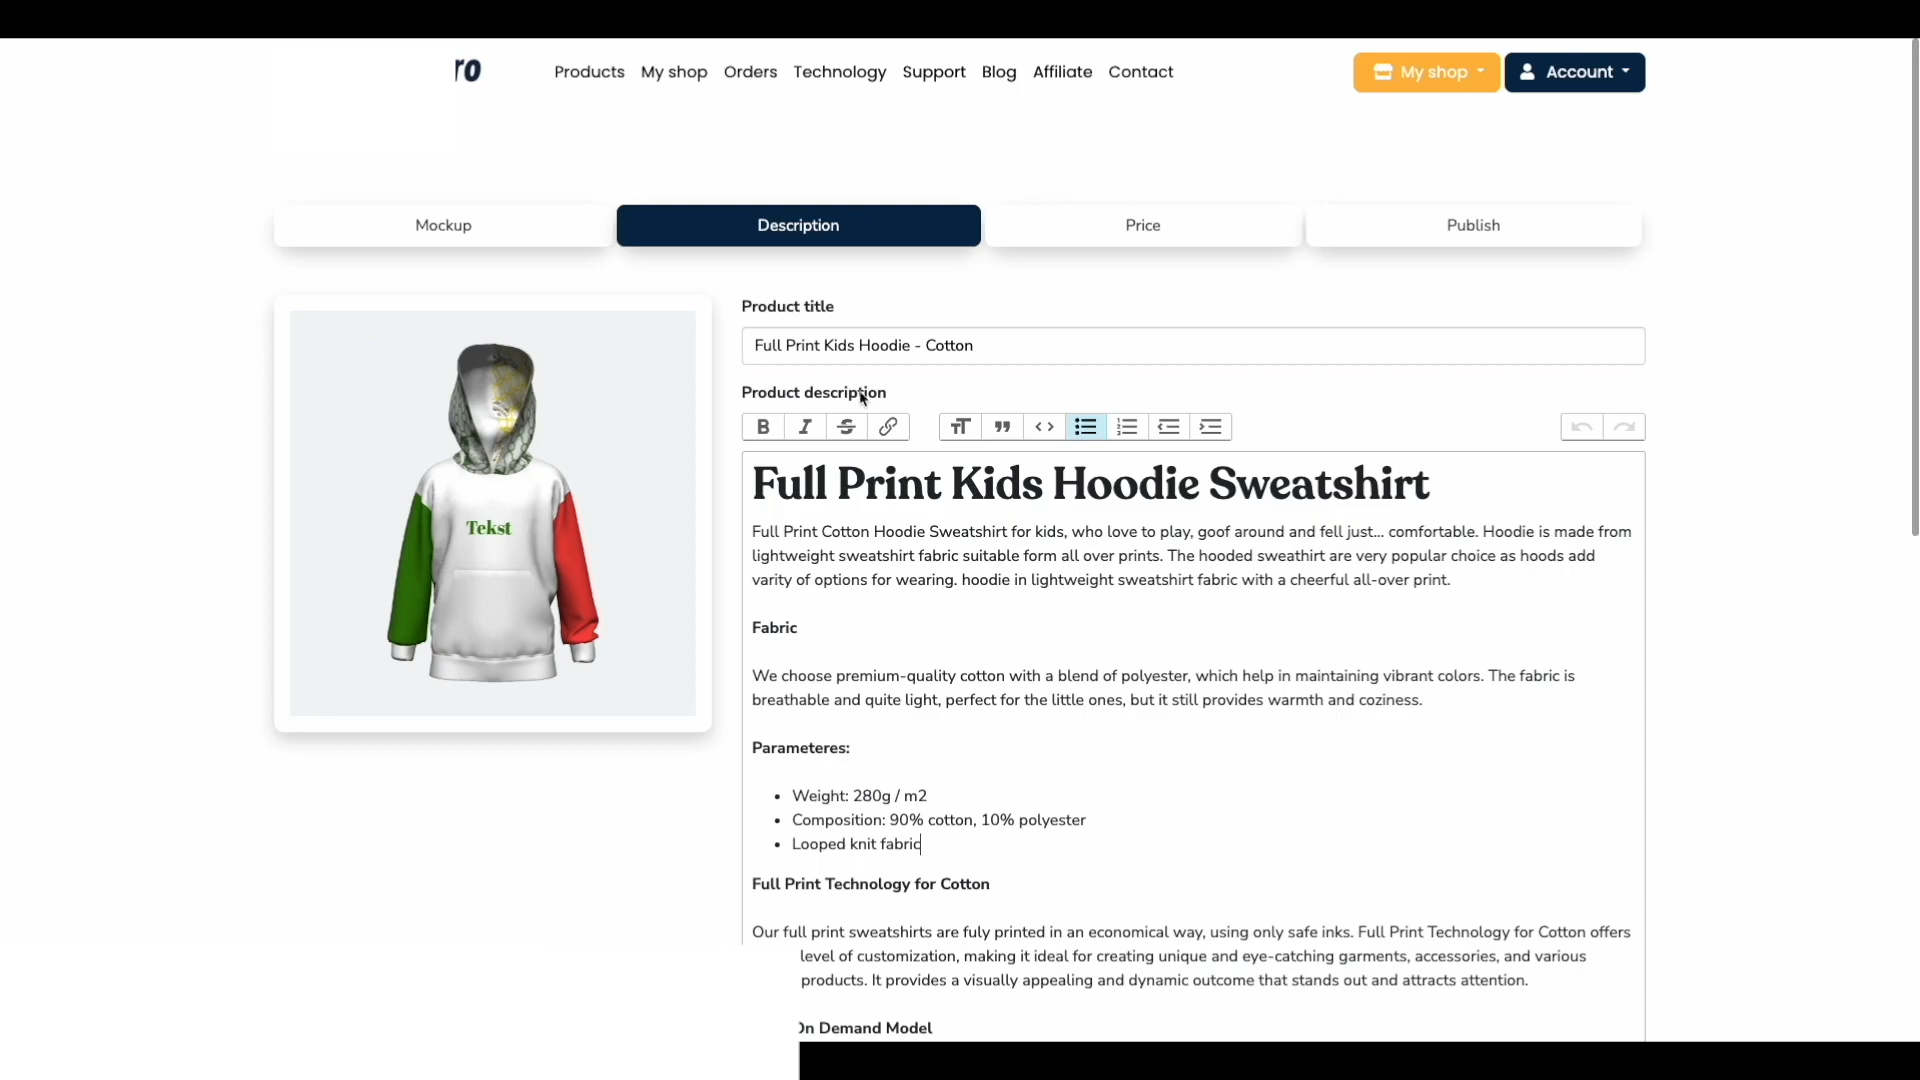 ro
Products My shop Orders Technology Support Blog Affiliate Contact
My shop
Account
Mockup
Description
Price
Publish
Product title
Full Print Kids Hoodie - Cotton
Product description
Tekst
Full Print Kids Hoodie Sweatshirt
Full Print Cotton Hoodie Sweatshirt for kids, who love to play, goof around and fell just... comfortable. Hoodie is made from
lightweight sweatshirt fabric suitable form all over prints. The hooded sweathirt are very popular choice as hoods add
varity of options for wearing. hoodie in lightweight sweatshirt fabric with a cheerful all-over print.
Fabric
We choose premium-quality cotton with a blend of polyester, which help in maintaining vibrant colors. The fabric is
breathable and quite light, perfect for the little ones, but it still provides warmth and coziness.
Parameteres:
• Weight: 280g / m2
• Composition: 90% cotton, 10% polyester
• Looped knit fabric
Full Print Technology for Cotton
Our full print sweatshirts are fuly printed in an economical way, using only safe inks. Full Print Technology for Cotton offers
level of customization, making it ideal for creating unique and eye-catching garments, accessories, and various
products. It provides a visually appealing and dynamic outcome that stands out and attracts attention.
On Demand Model